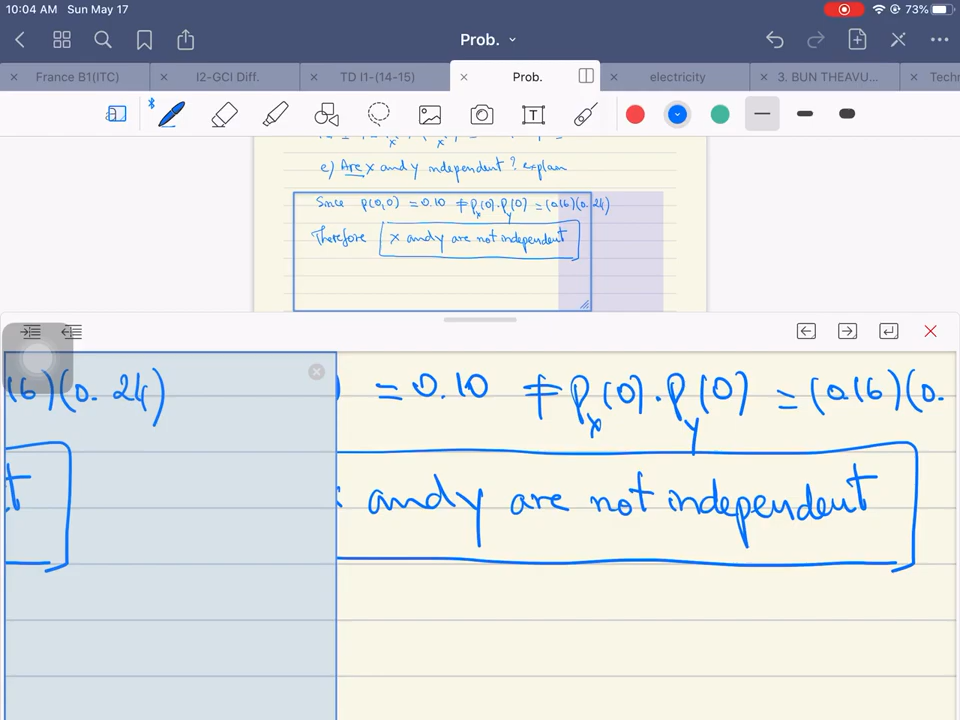 10:04 AM Sun May 17
73%
Prob.
France B1(ITC)
I2-GCI Diff.
TD I1-(14-15)
Prob.
electricity
3. BUN THEAVU...
Techn
e) Are x and y independent? explain
Since p(0,0) = 0.10 ≠ Px(0).Py(0) = (0.16)(0.24)
Therefore x and y are not independent
16)(0.24) ) = 0.10 ≠ Px(0).Py(0) = (0.16)(0.
t x and y are not independent